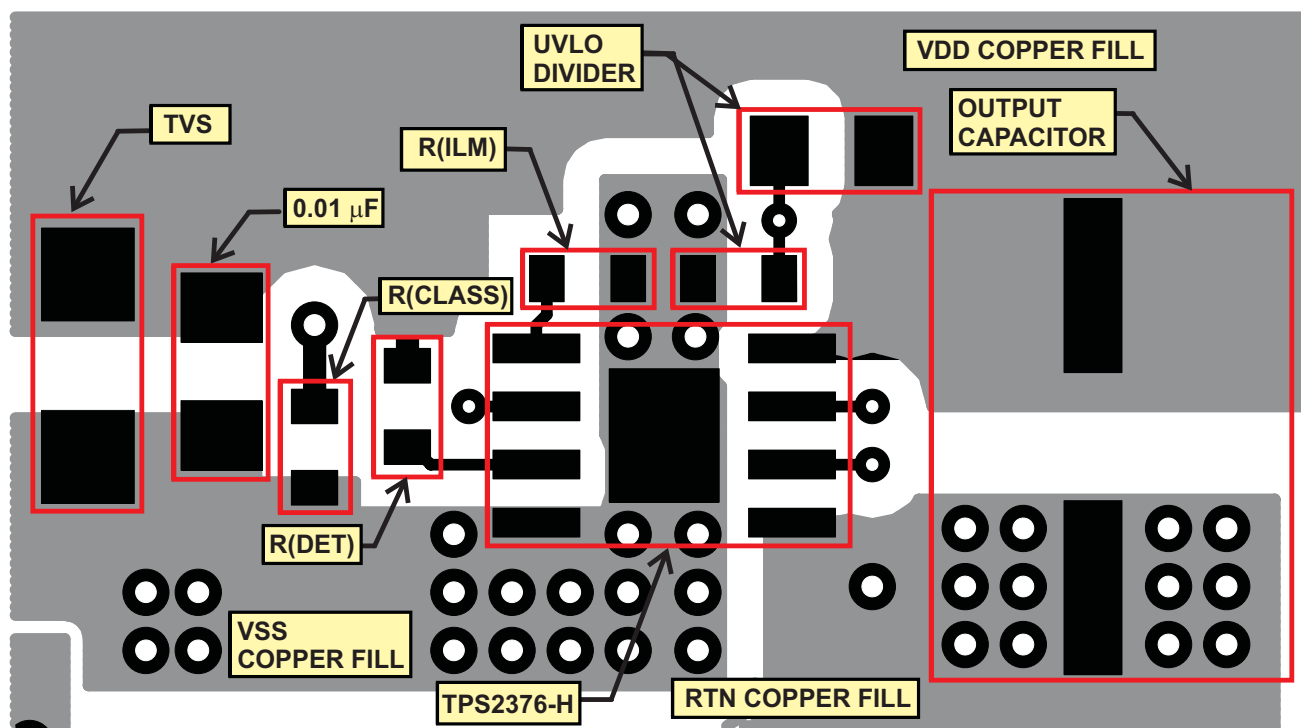 UVLO
DIVIDER
VDD COPPER FILL
TVS
OUTPUT
CAPACITOR
R(ILM)
0.01 μF
R(CLASS)
R(DET)
VSS
COPPER FILL
TPS2376-H
RTN COPPER FILL